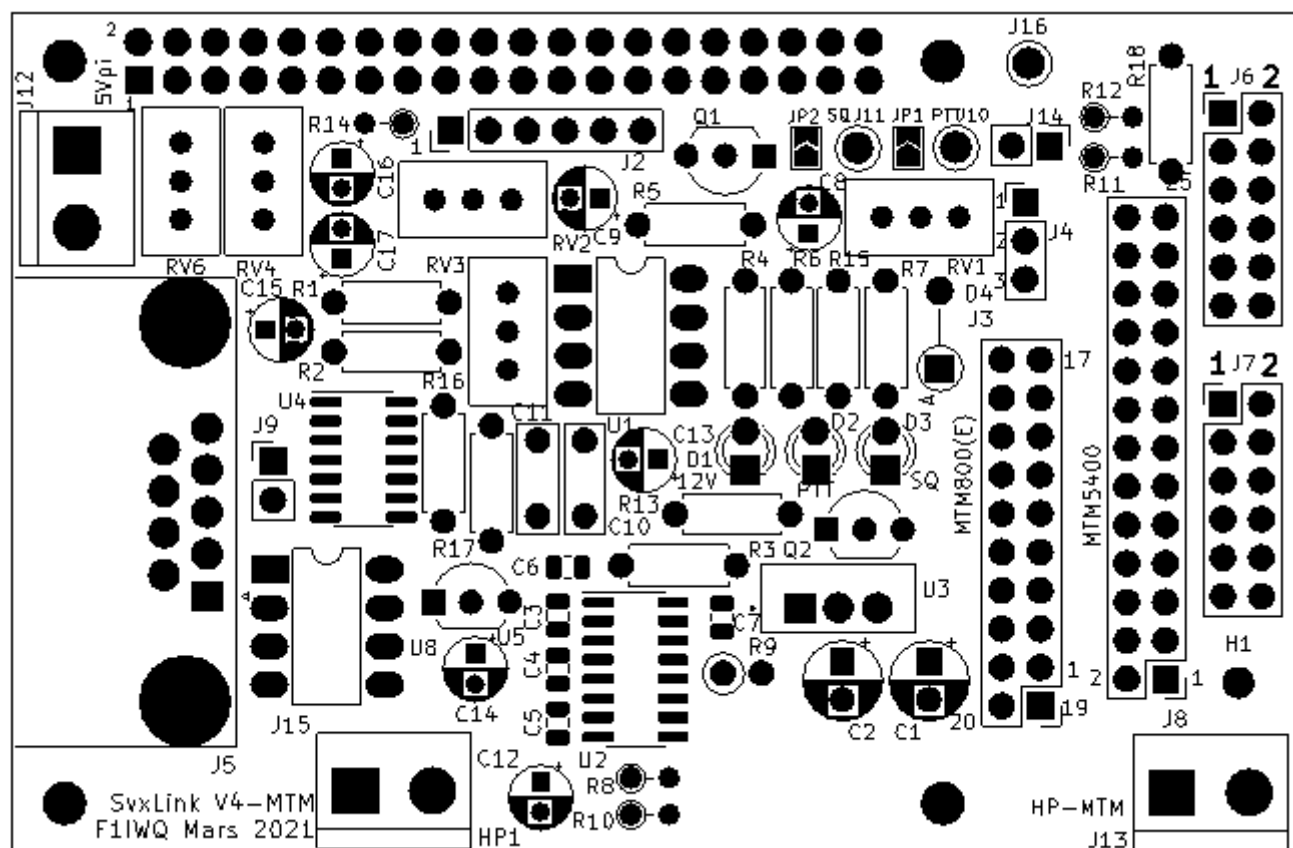 2
J16
J12
5Vpi
1
R18
R12
1
J6
2
R14
1
J2
Q1
JP2
SQ
J11
JP1
PTT
J10
J14
R11
25
C16
C17
R5
C8
RV2
C9
1
2
3
J4
RV6
RV4
RV3
R4
R6
R15
R7
RV1
D4
J3
C15
R1
R2
R16
A
17
1
J7
2
U4
C11
U1
C13
D1
12V
D2
PTT
D3
SQ
J9
R13
C10
MTM800(E)
MTM5400
R17
C6
R3
Q2
U3
C3
C7
U8
U5
C4
R9
H1
C14
C5
1
2
1
C2
C1
20
19
J15
J8
J5
C12
U2
R8
R10
SvxLink V4-MTM
F1IWQ Mars 2021
HP1
HP-MTM
J13